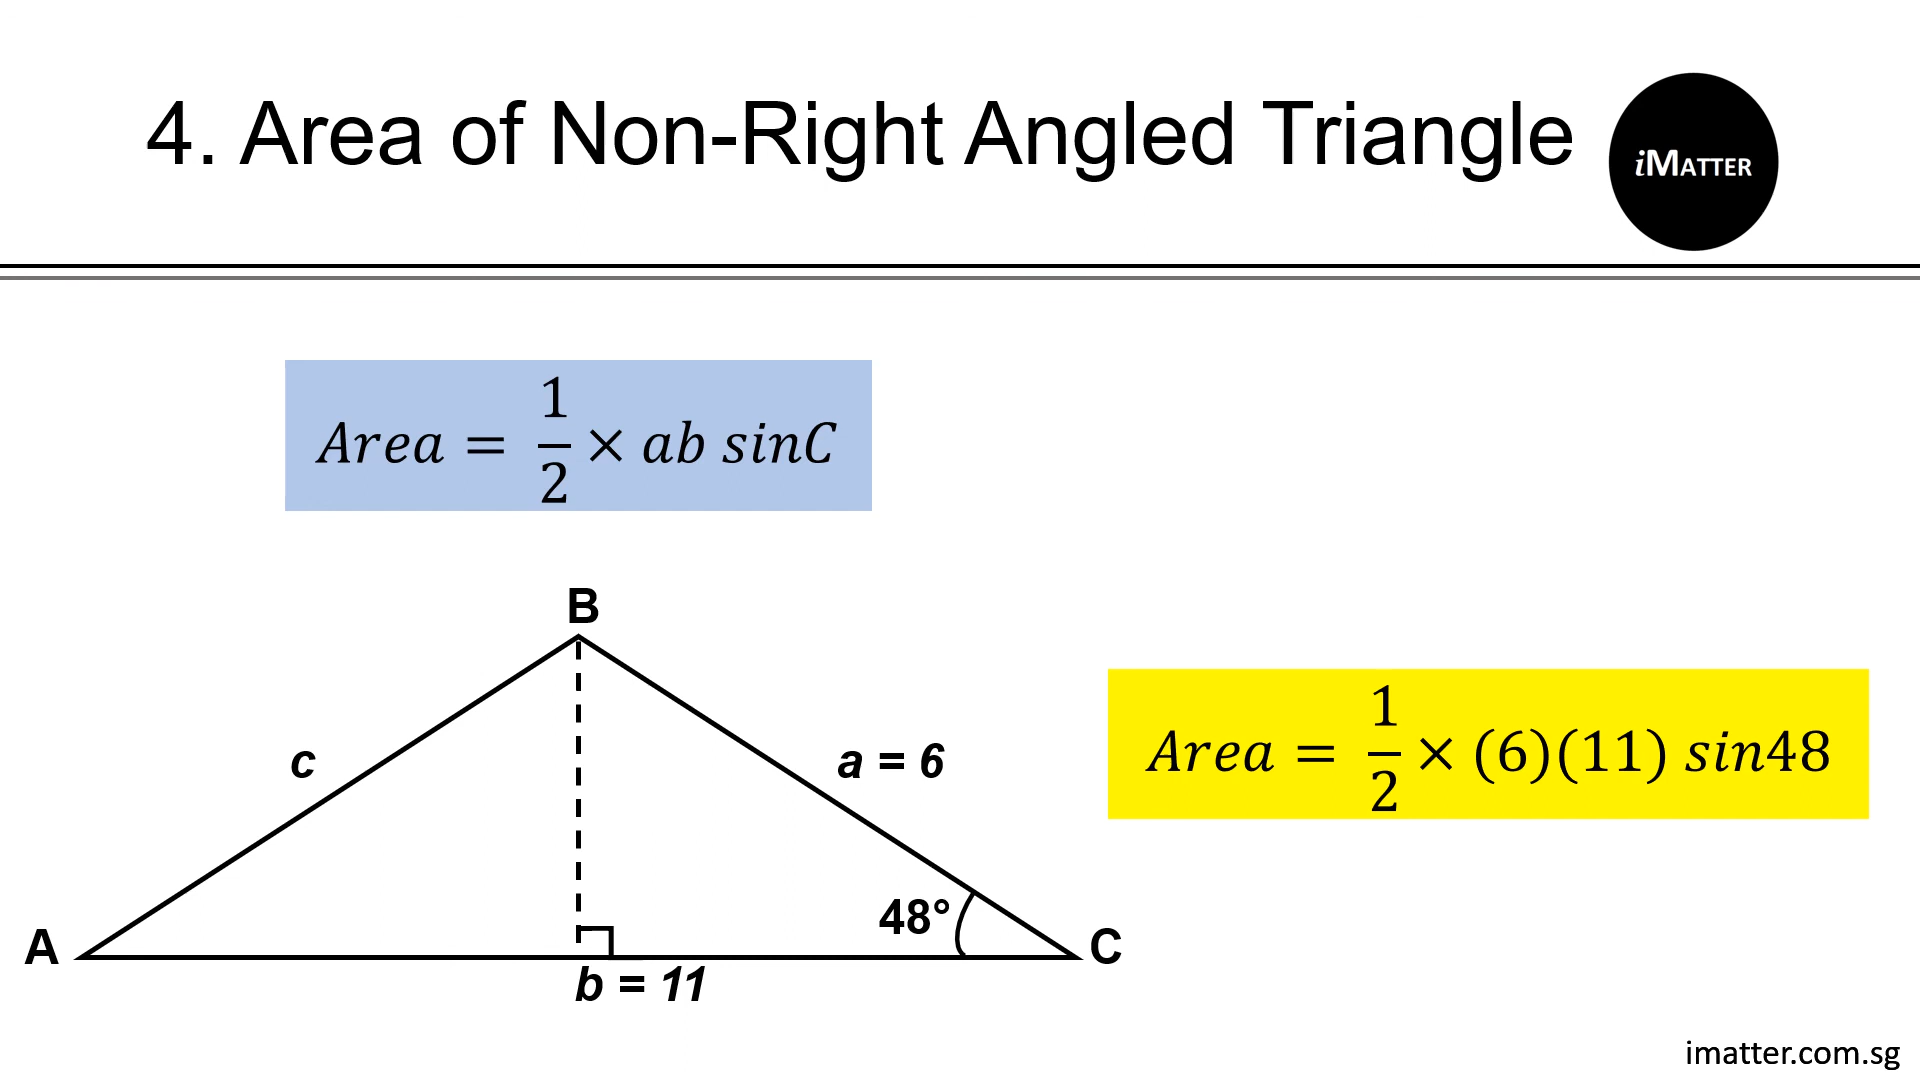 4. Area of Non-Right Angled Triangle
iMATTER
Area = 1/2 × ab sinC
B
c
a = 6
Area = 1/2 × (6)(11) sin48
48°
A
C
b = 11
imatter.com.sg